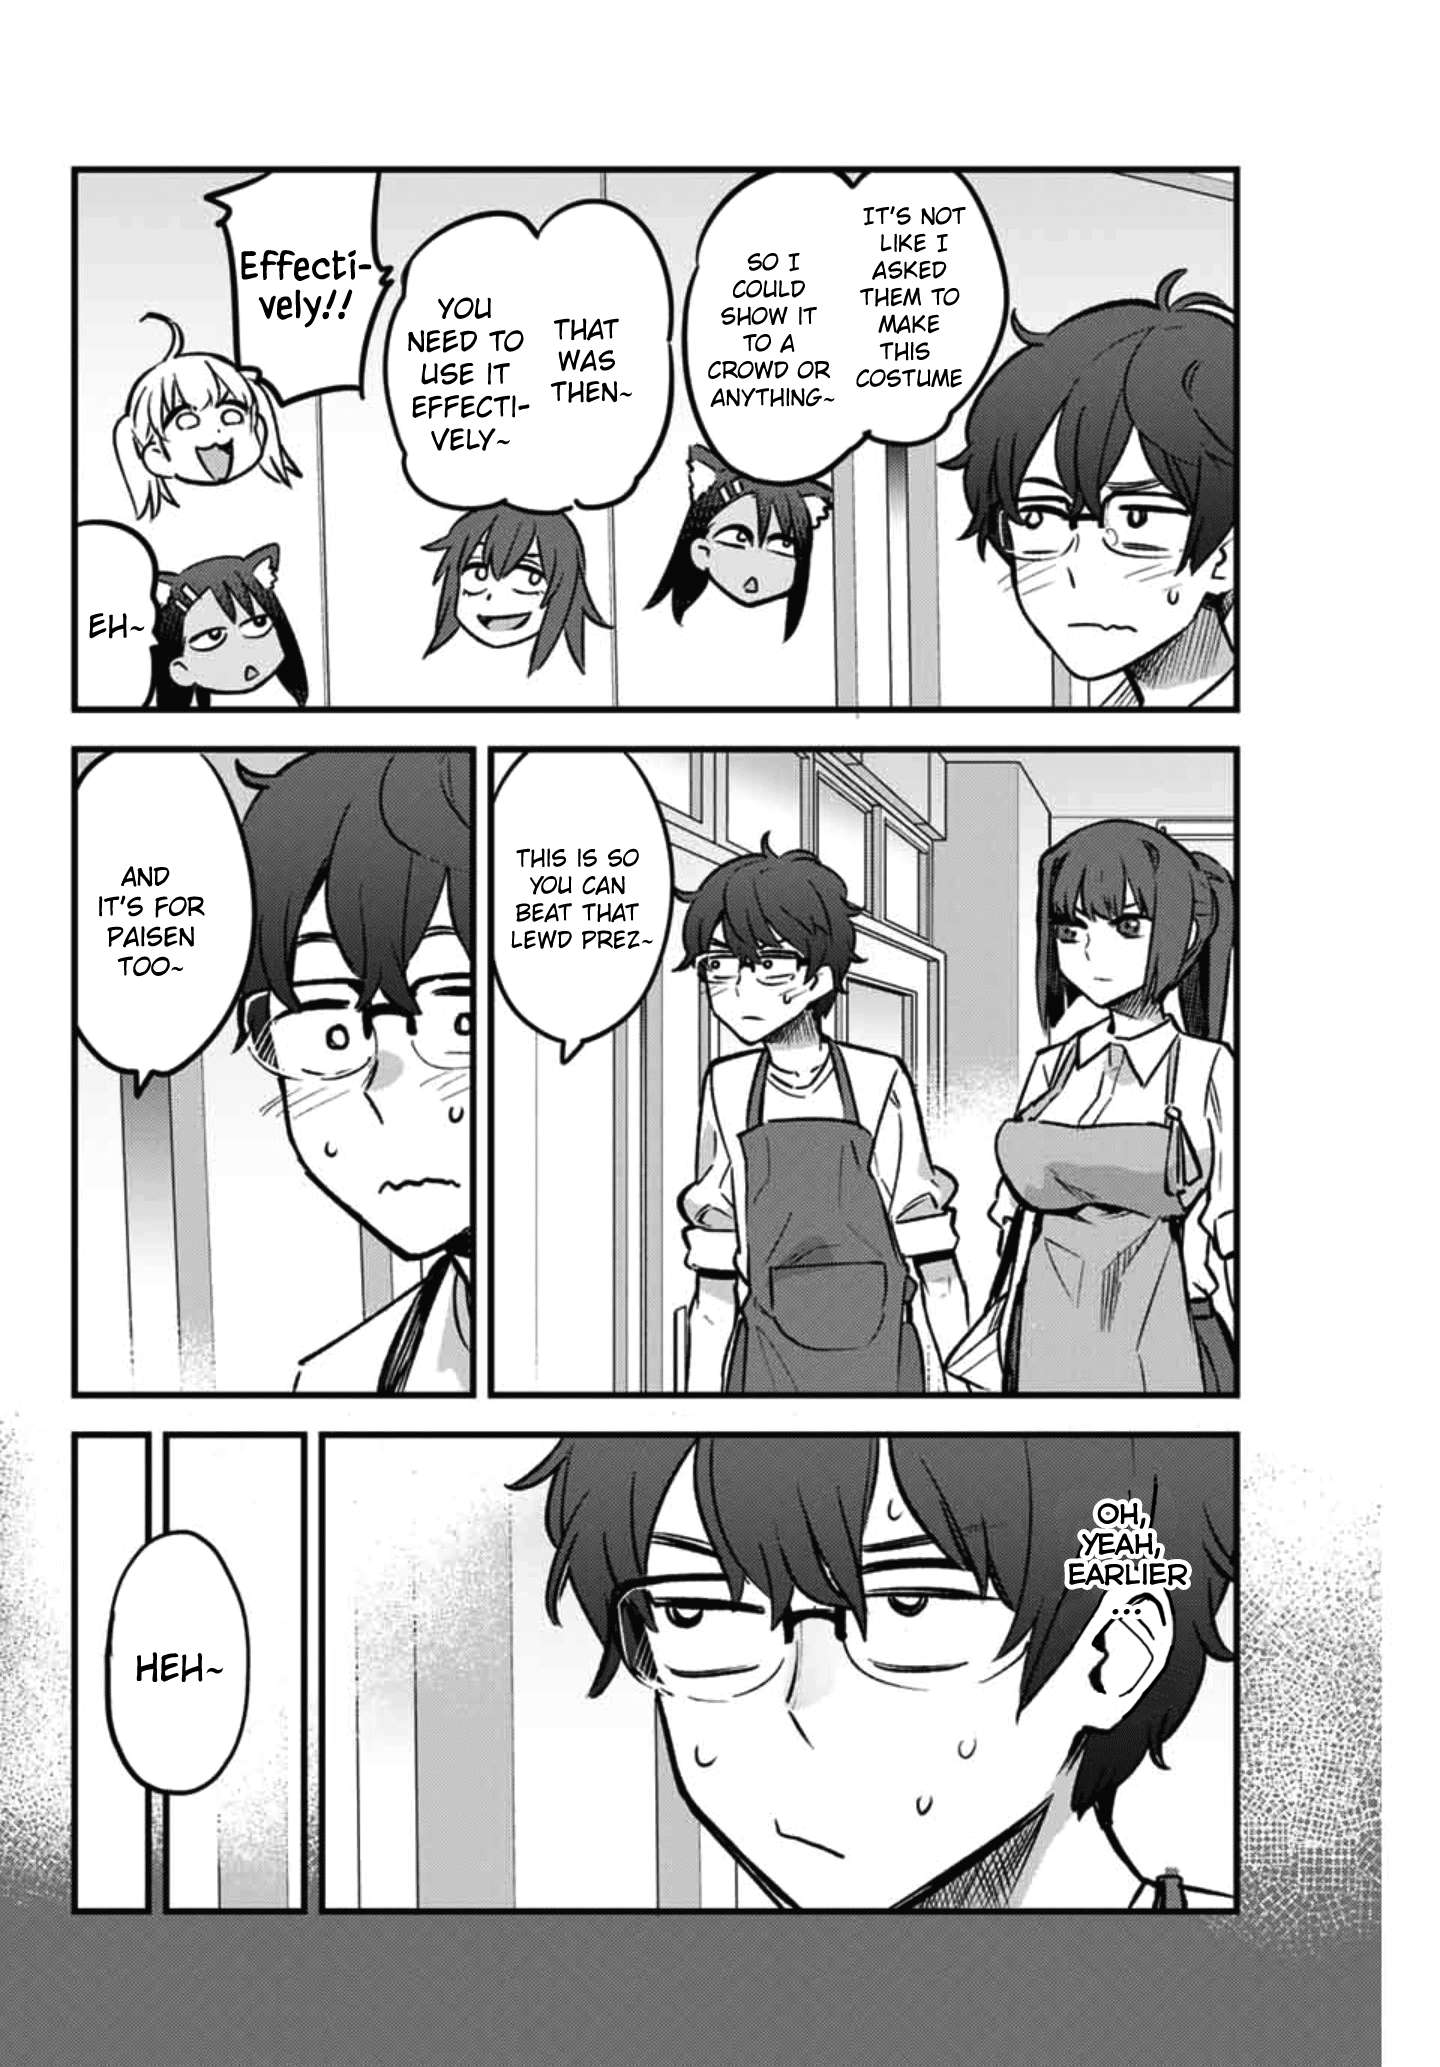 IT'S NOT
LIKE I
ASKED
THEM TO
MAKE
THIS
COSTUME
SO I
COULD
SHOW IT
TO A
CROWD OR
ANYTHING~
THAT
WAS
THEN~
YOU
NEED TO
USE IT
EFFECTI-
VELY~
Effecti-
vely!!
EH~
THIS IS SO
YOU CAN
BEAT THAT
LEWD PREZ~
AND
IT'S FOR
PAISEN
TOO~
OH,
YEAH,
EARLIER
...
HEH~